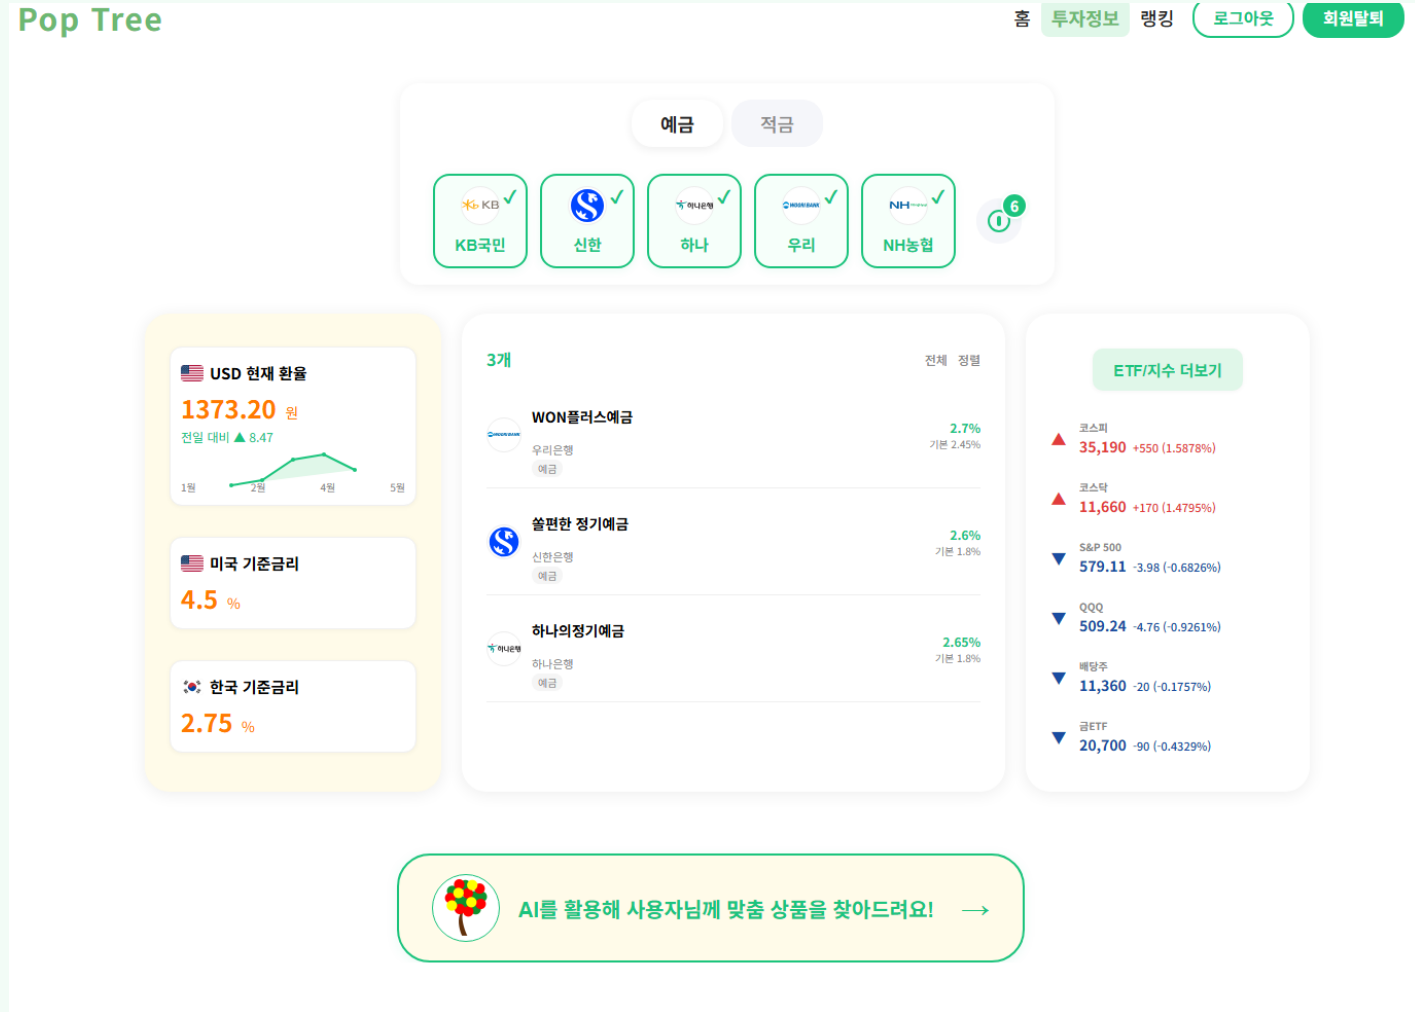 Pop Tree
홈 투자정보 랭킹 로그아웃 회원탈퇴
예금 적금
KB
하나은행
WOORI BANK
NH
6
KB국민 신한 하나 우리 NH농협
USD 현재 환율
1373.20 원
전일 대비 ▲ 8.47
1월 2월 4월 5월
미국 기준금리
4.5 %
한국 기준금리
2.75 %
3개
전체 정렬
WOORI BANK
WON플러스예금
우리은행
예금
2.7%
기본 2.45%
쏠편한 정기예금
신한은행
예금
2.6%
기본 1.8%
하나은행
하나의정기예금
하나은행
예금
2.65%
기본 1.8%
ETF/지수 더보기
▲ 코스피
35,190 +550 (1.5878%)
▲ 코스닥
11,660 +170 (1.4795%)
▼ S&P 500
579.11 -3.98 (-0.6826%)
▼ QQQ
509.24 -4.76 (-0.9261%)
▼ 배당주
11,360 -20 (-0.1757%)
▼ 금ETF
20,700 -90 (-0.4329%)
AI를 활용해 사용자님께 맞춤 상품을 찾아드려요! →